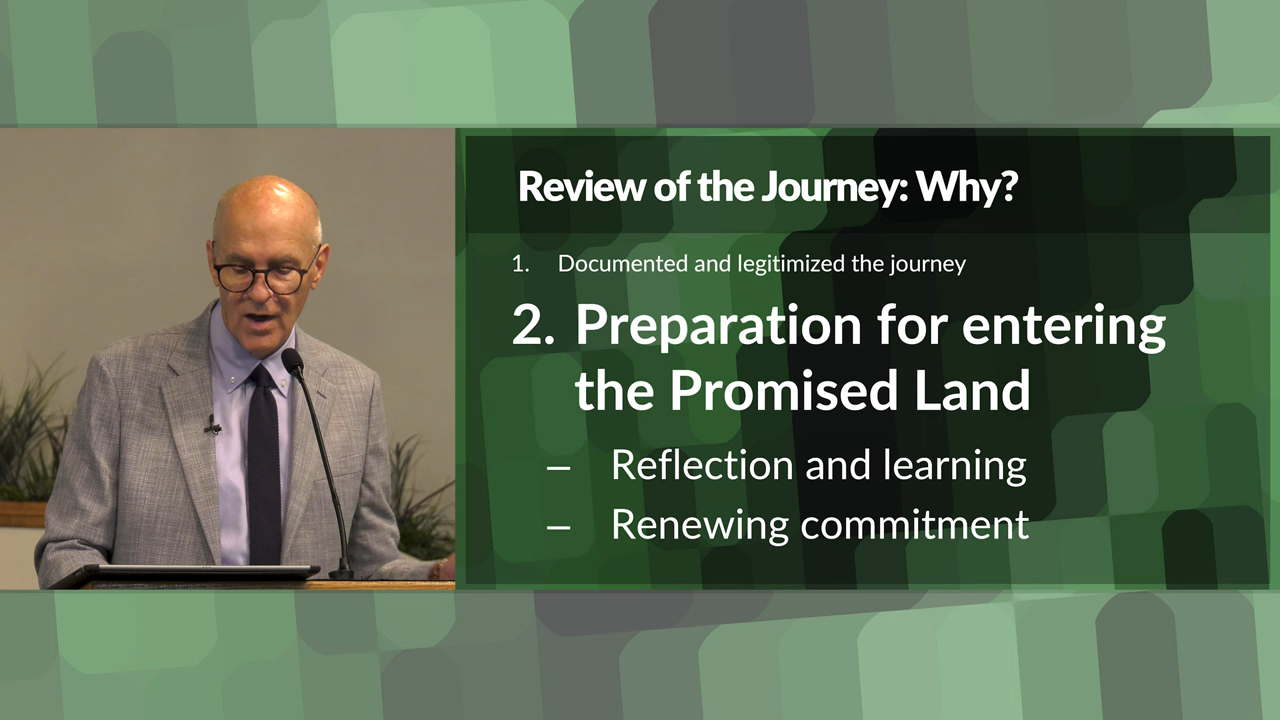 Review of the Journey: Why?
1. Documented and legitimized the journey
2. Preparation for entering
the Promised Land
– Reflection and learning
– Renewing commitment